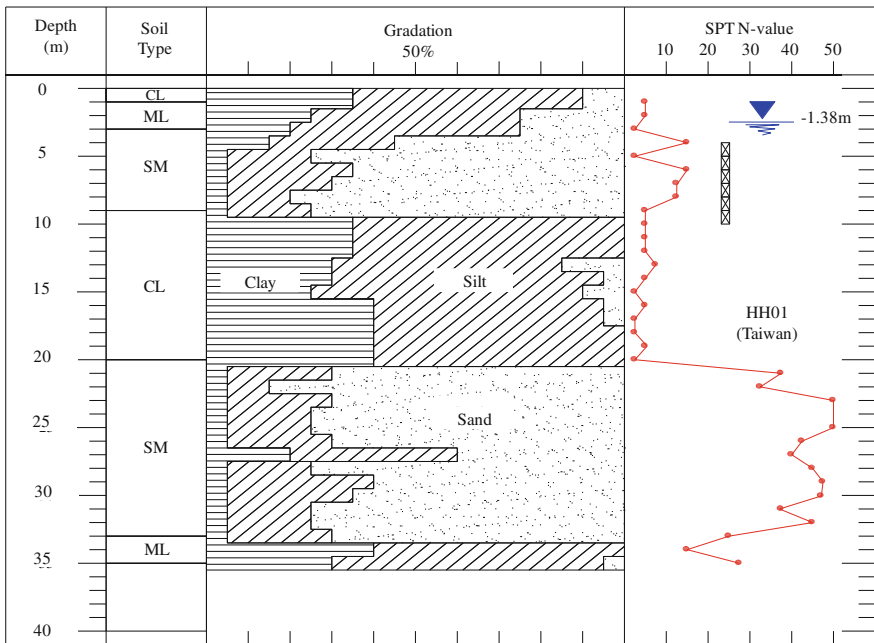 Depth
(m)
Soil
Type
Gradation
50%
SPT N-value
10 20 30 40 50
0
5
10
15
20
25
30
35
40
CL
ML
SM
CL
SM
ML
Clay
Silt
Sand
-1.38m
HH01
(Taiwan)